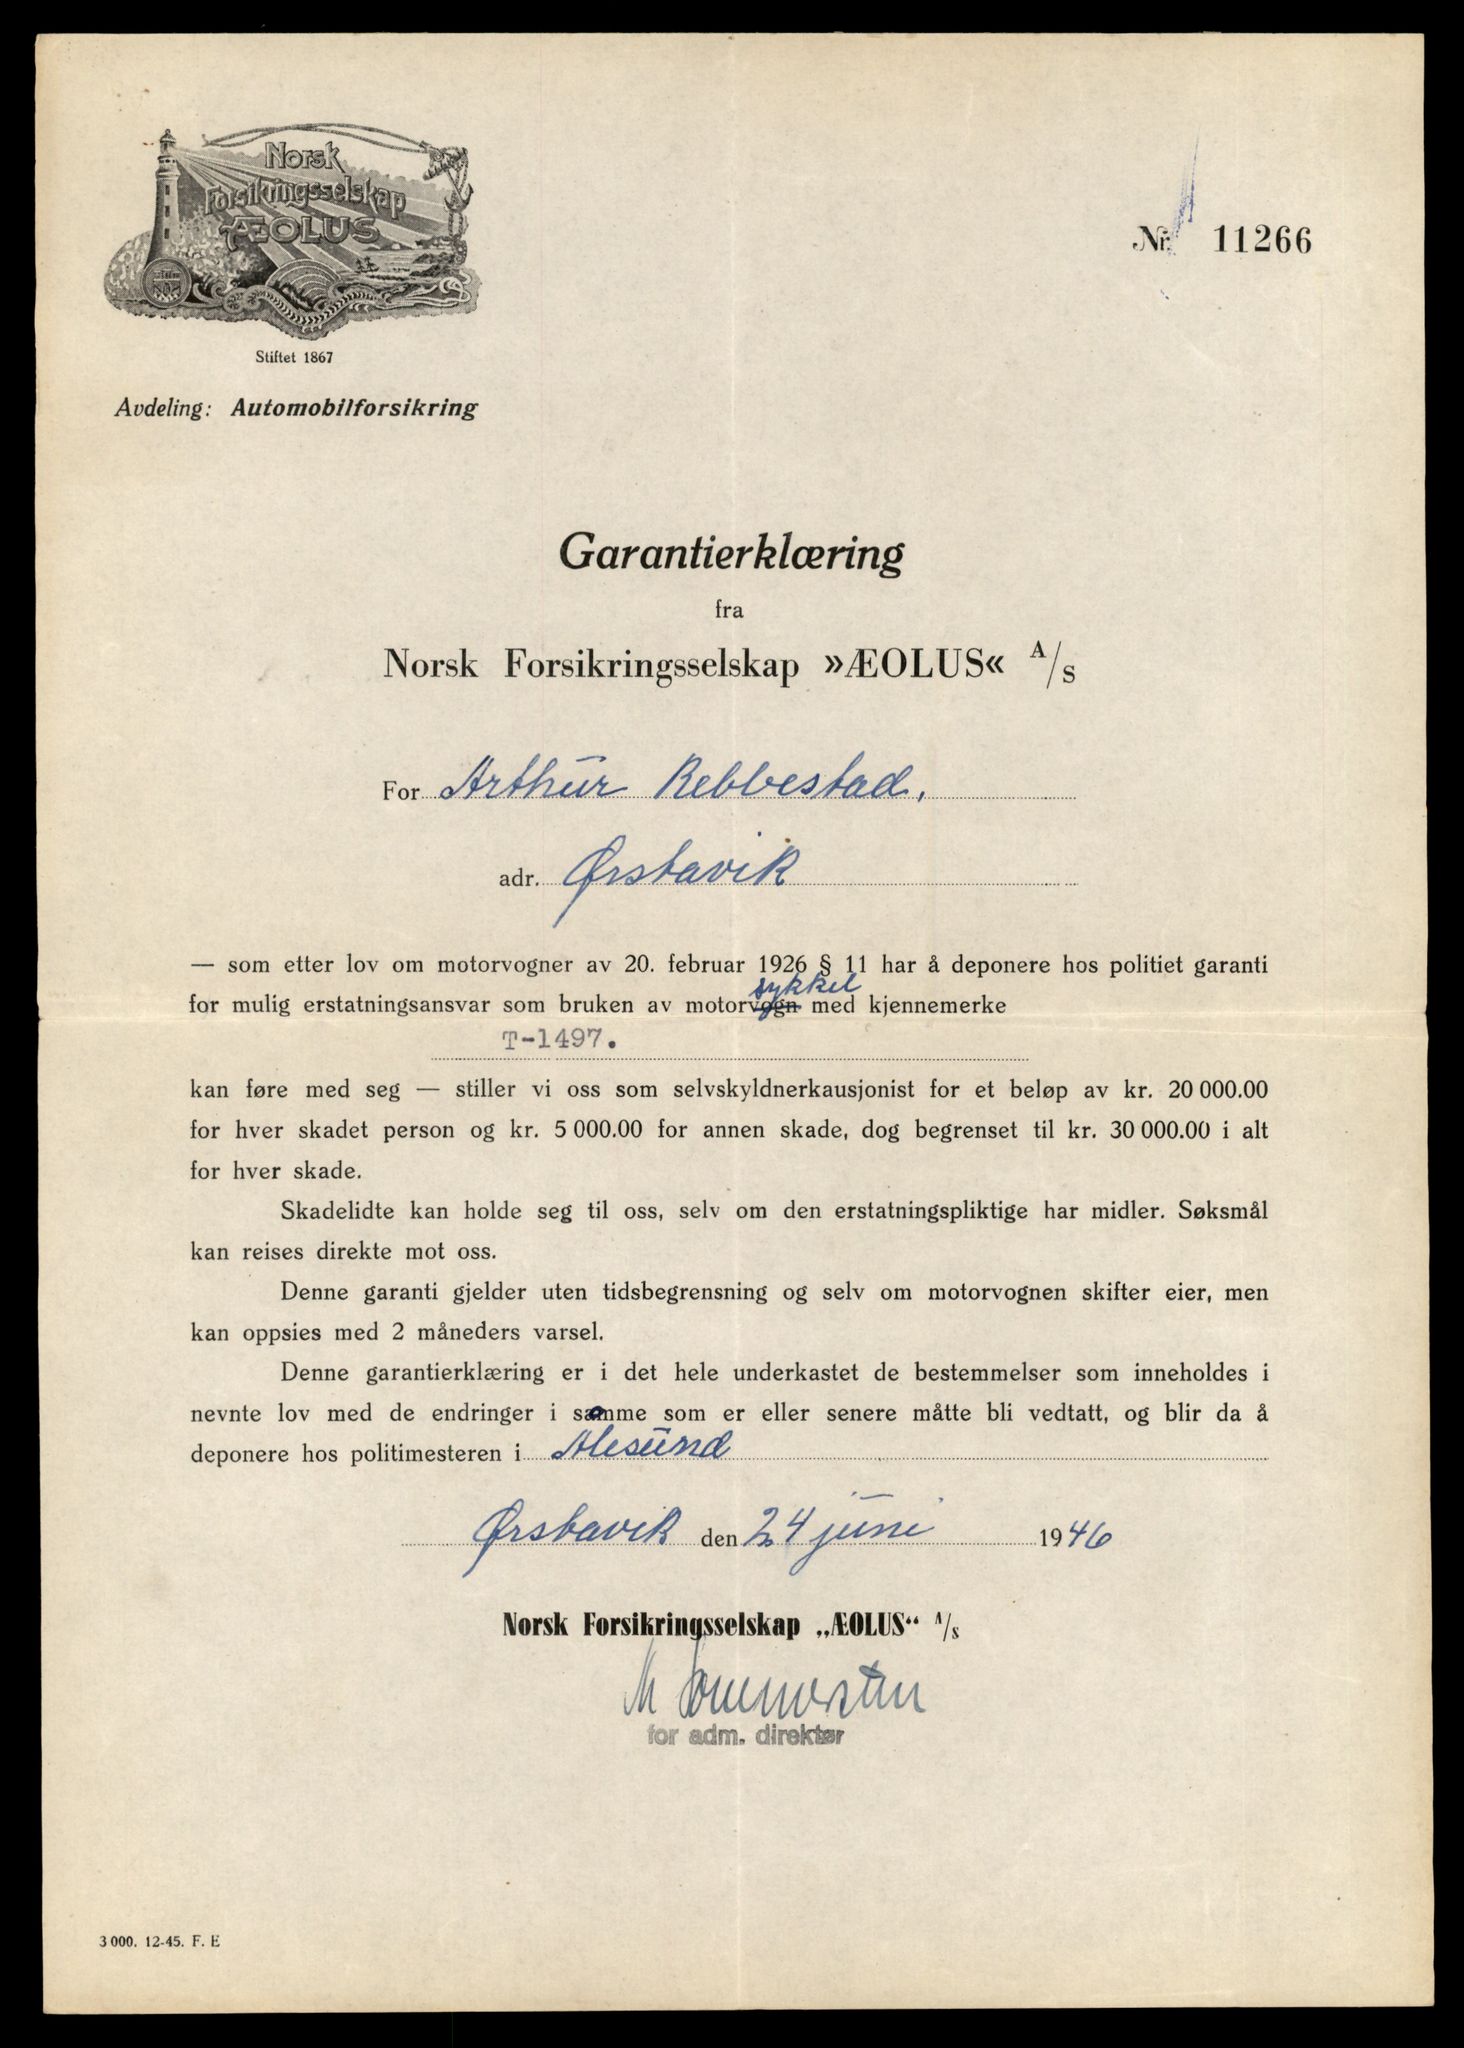 Norsk
Forsikringsselskap
ÆOLUS
Stiftet 1867
Avdeling: Automobilforsikring
Nr. 11266
Garantierklæring
fra
Norsk Forsikringsselskap »ÆOLUS« A/S
For Arthur Rebbestad,
adr. Ørstavik
— som etter lov om motorvogner av 20. februar 1926 § 11 har å deponere hos politiet garanti
sykkel
for mulig erstatningsansvar som bruken av motorvogn med kjennemerke
T-1497.
kan føre med seg — stiller vi oss som selvskyldnerkausjonist for et beløp av kr. 20 000.00
for hver skadet person og kr. 5 000.00 for annen skade, dog begrenset til kr. 30 000.00 i alt
for hver skade.
Skadelidte kan holde seg til oss, selv om den erstatningspliktige har midler. Søksmål
kan reises direkte mot oss.
Denne garanti gjelder uten tidsbegrensning og selv om motorvognen skifter eier, men
kan oppsies med 2 måneders varsel.
Denne garantierklæring er i det hele underkastet de bestemmelser som inneholdes i
nevnte lov med de endringer i samme som er eller senere måtte bli vedtatt, og blir da å
deponere hos politimesteren i Alesund
Ørstavik den 24 juni 1946
Norsk Forsikringsselskap „ÆOLUS“ A/S
for adm. direktør
3 000. 12-45. F. E